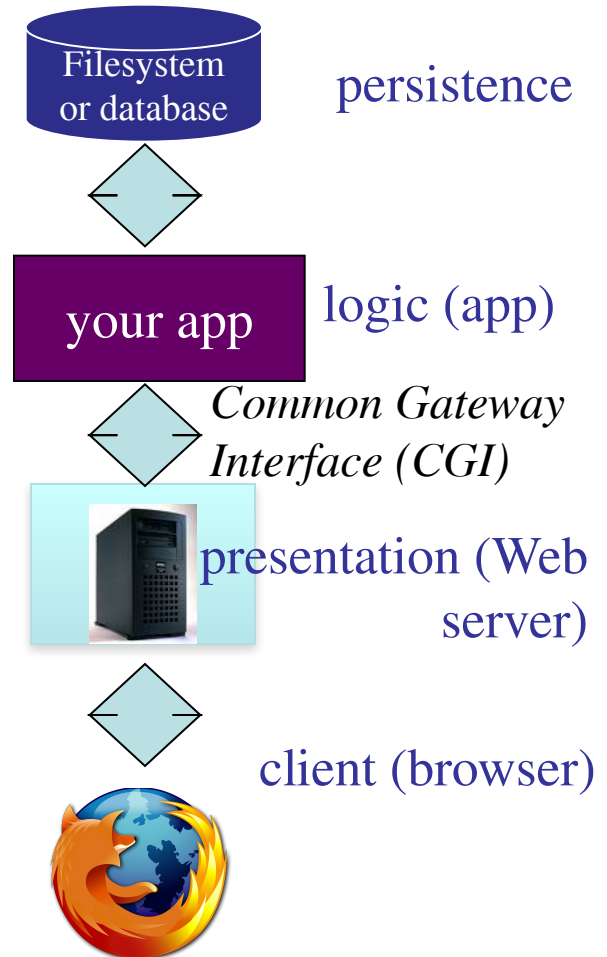 Filesystem
or database
persistence
your app
logic (app)
Common Gateway
Interface (CGI)
presentation (Web
server)
client (browser)